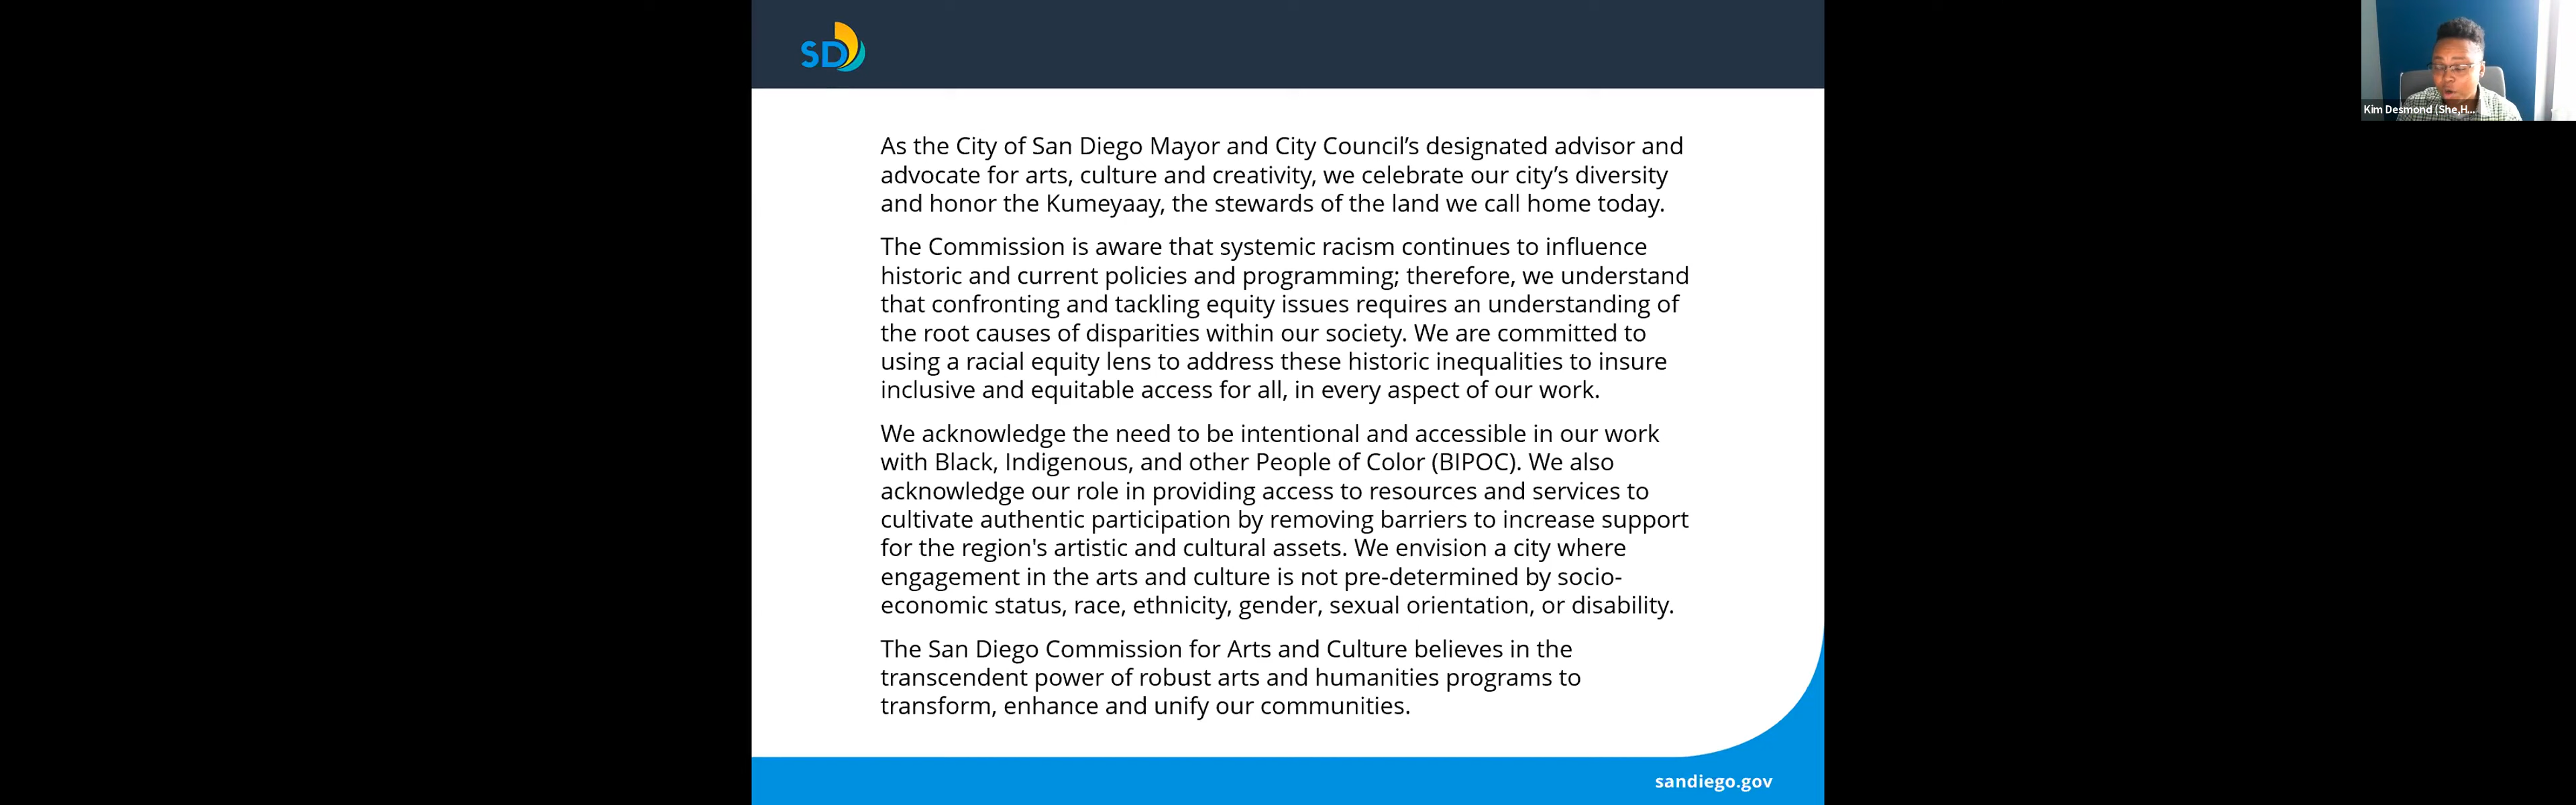 SD
Kim Desmond (She,H...
As the City of San Diego Mayor and City Council’s designated advisor and
advocate for arts, culture and creativity, we celebrate our city’s diversity
and honor the Kumeyaay, the stewards of the land we call home today.
The Commission is aware that systemic racism continues to influence
historic and current policies and programming; therefore, we understand
that confronting and tackling equity issues requires an understanding of
the root causes of disparities within our society. We are committed to
using a racial equity lens to address these historic inequalities to insure
inclusive and equitable access for all, in every aspect of our work.
We acknowledge the need to be intentional and accessible in our work
with Black, Indigenous, and other People of Color (BIPOC). We also
acknowledge our role in providing access to resources and services to
cultivate authentic participation by removing barriers to increase support
for the region's artistic and cultural assets. We envision a city where
engagement in the arts and culture is not pre-determined by socio-
economic status, race, ethnicity, gender, sexual orientation, or disability.
The San Diego Commission for Arts and Culture believes in the
transcendent power of robust arts and humanities programs to
transform, enhance and unify our communities.
sandiego.gov